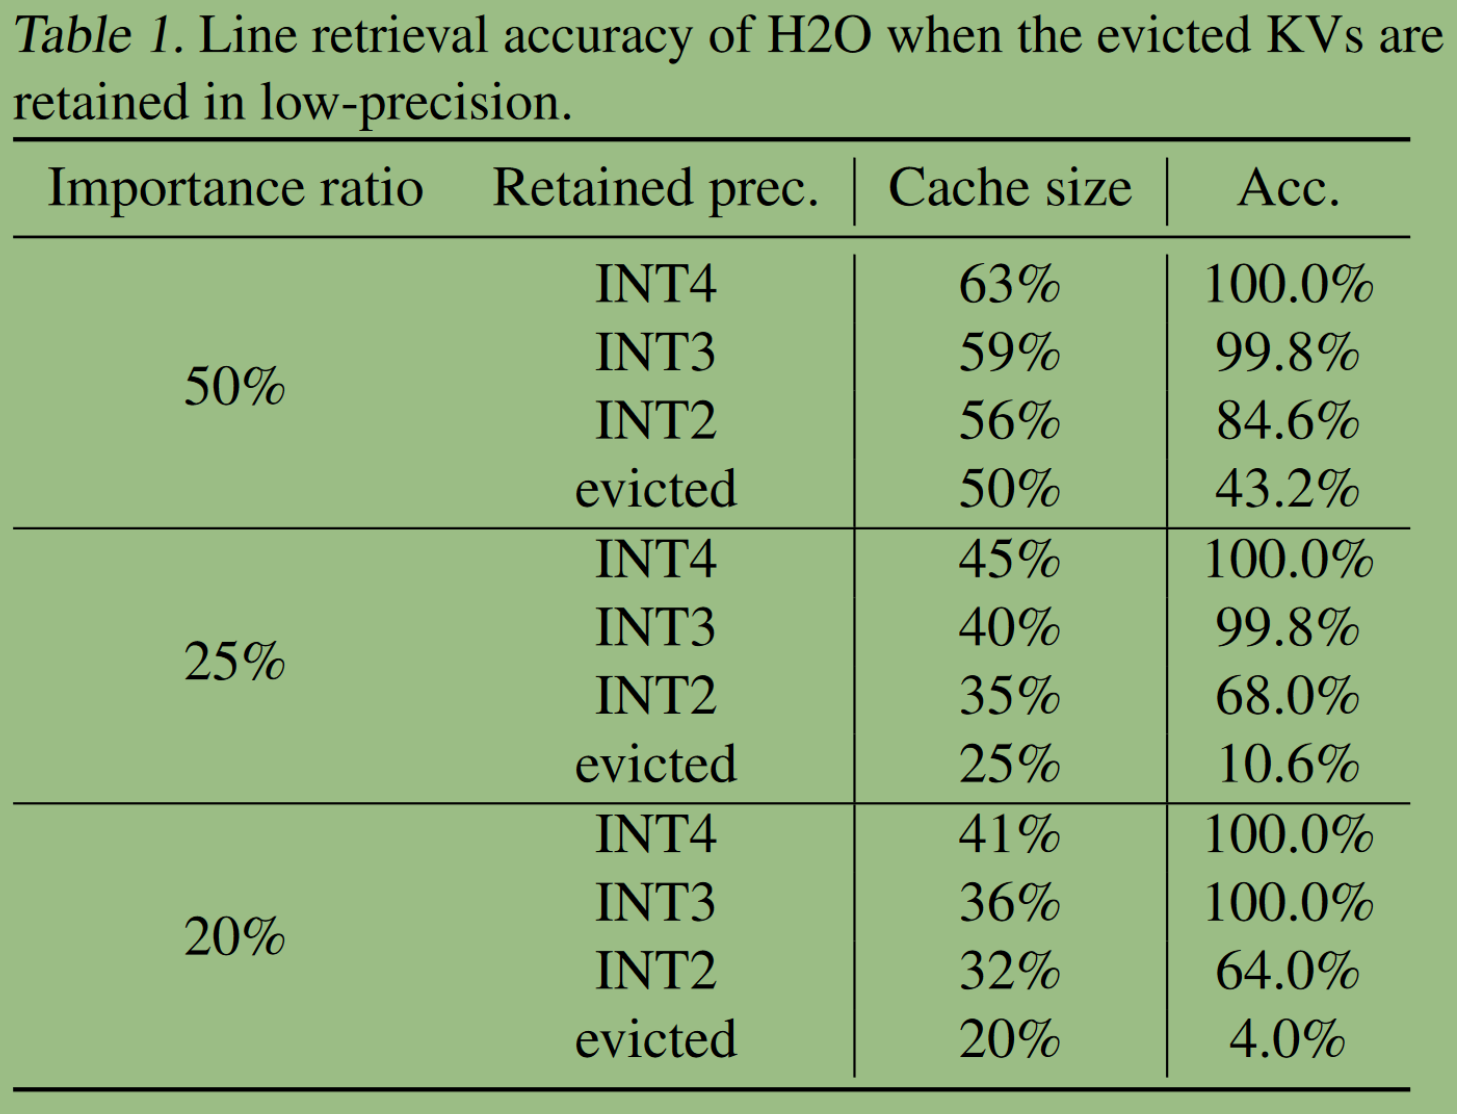 Table 1. Line retrieval accuracy of H2O when the evicted KVs are
retained in low-precision.
Importance ratio Retained prec. Cache size Acc.
50%
INT4 63% 100.0%
INT3 59% 99.8%
INT2 56% 84.6%
evicted 50% 43.2%
25%
INT4 45% 100.0%
INT3 40% 99.8%
INT2 35% 68.0%
evicted 25% 10.6%
20%
INT4 41% 100.0%
INT3 36% 100.0%
INT2 32% 64.0%
evicted 20% 4.0%